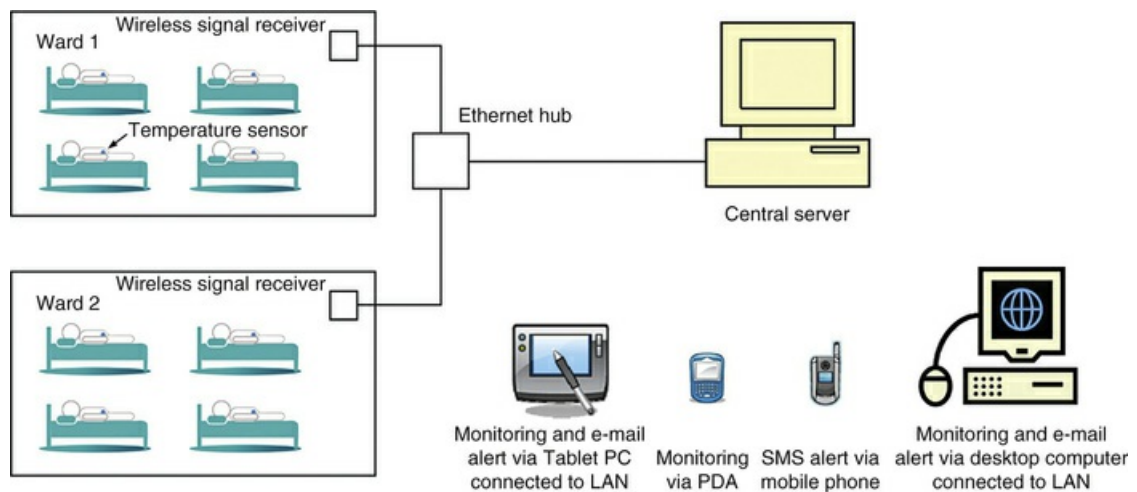 Wireless signal receiver
Ward 1
Temperature sensor
Ethernet hub
Central server
Wireless signal receiver
Ward 2
Monitoring and e-mail
alert via Tablet PC
connected to LAN
Monitoring
via PDA
SMS alert via
mobile phone
Monitoring and e-mail
alert via desktop computer
connected to LAN